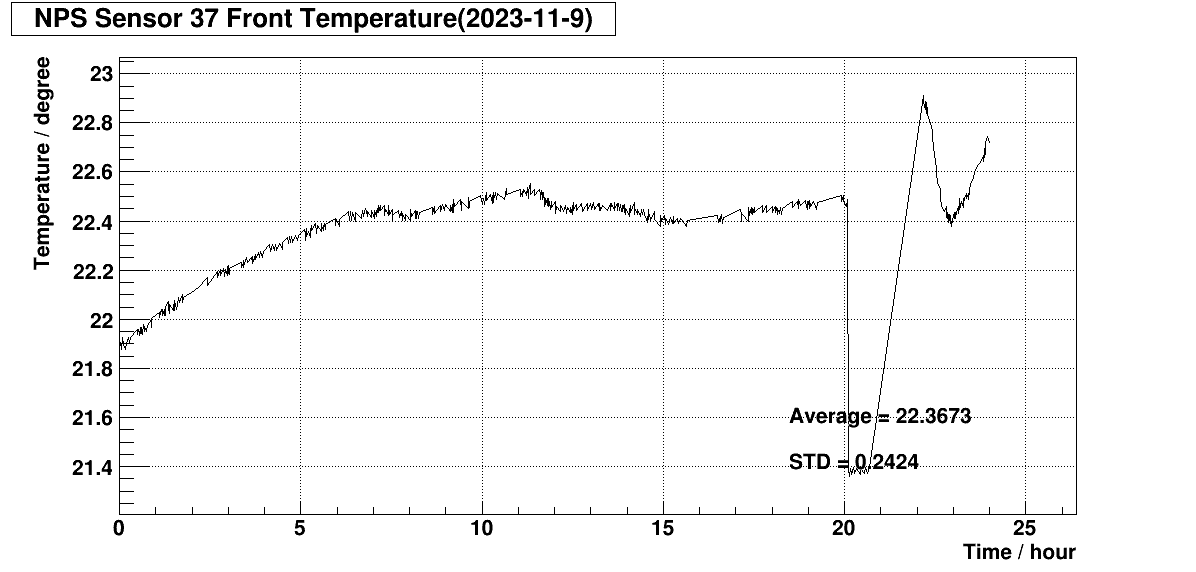 NPS Sensor 37 Front Temperature(2023-11-9)
Temperature / degree
23
22.8
22.6
22.4
22.2
22
21.8
21.6
21.4
Average = 22.3673
STD = 0.2424
0 5 10 15 20 25
Time / hour